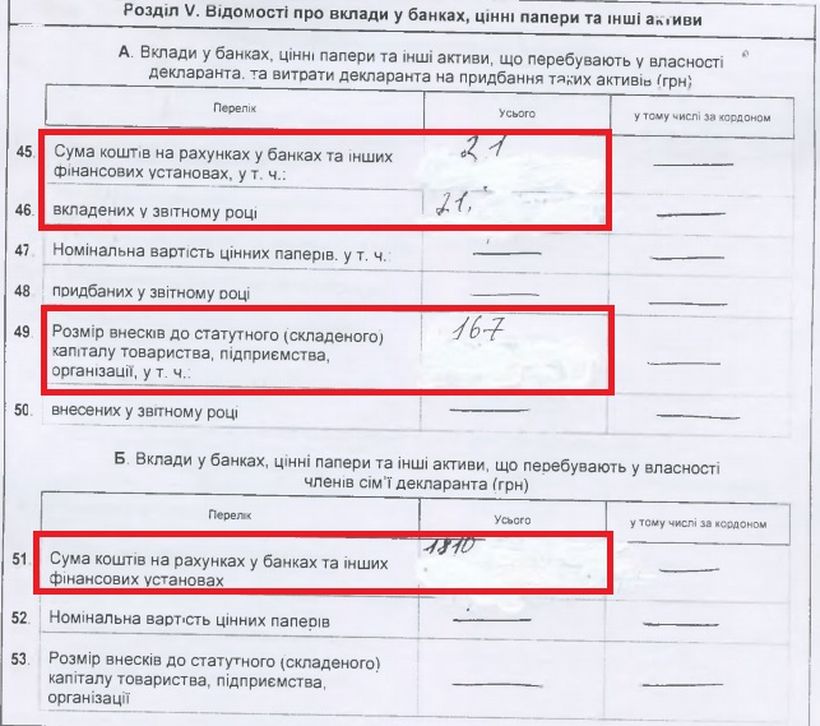 Розділ V. Відомості про вклади у банках, цінні папери та інші активи
А. Вклади у банках, цінні папери та інші активи, що перебувають у власності
декларанта, та витрати декларанта на придбання таких активів (грн)
Перелік Усього у тому числі за кордоном
45. Сума коштів на рахунках у банках та інших 21 —
фінансових установах, у т. ч.:
46. вкладених у звітному році 21. —
47. Номінальна вартість цінних паперів. у т. ч.: — —
48. придбаних у звітному році — —
49. Розмір внесків до статутного (складеного) 167 —
капіталу товариства, підприємства,
організації, у т. ч.:
50. внесених у звітному році — —
Б. Вклади у банках, цінні папери та інші активи, що перебувають у власності
членів сім’ї декларанта (грн)
Перелік Усього у тому числі за кордоном
51. Сума коштів на рахунках у банках та інших 1810 —
фінансових установах
52. Номінальна вартість цінних паперів — —
53. Розмір внесків до статутного (складеного)
капіталу товариства, підприємства, — —
організації